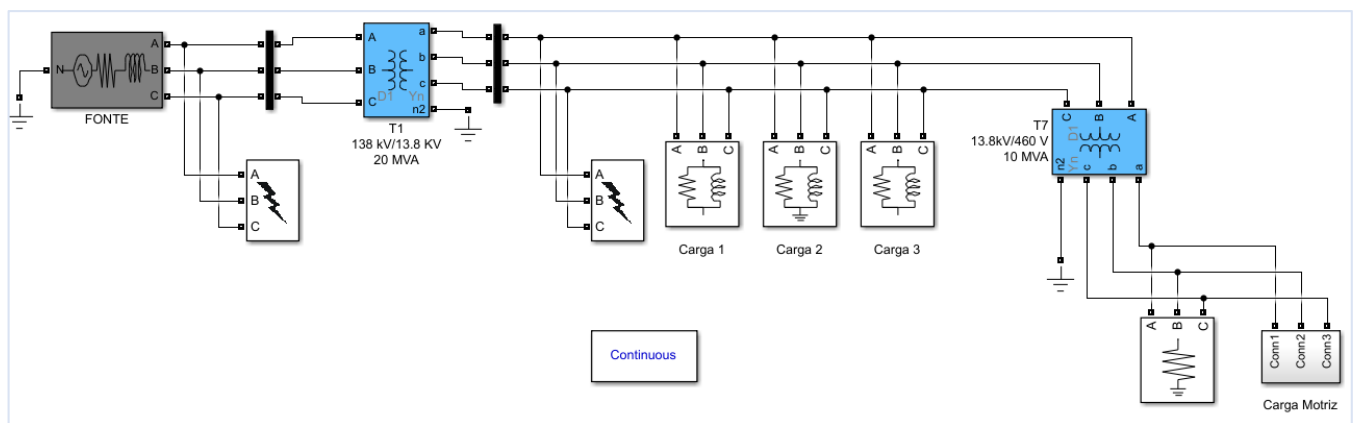 N
A
B
C
FONTE
A
B
C
D1
Yn
a
b
c
n2
T1
138 kV/13.8 KV
20 MVA
A
B
C
A
B
C
A
B
C
Carga 1
A
B
C
Carga 2
A
B
C
Carga 3
T7
13.8kV/460 V
10 MVA
C
B
A
D1
Yn
n2
c
b
a
A
B
C
Conn1
Conn2
Conn3
Carga Motriz
Continuous